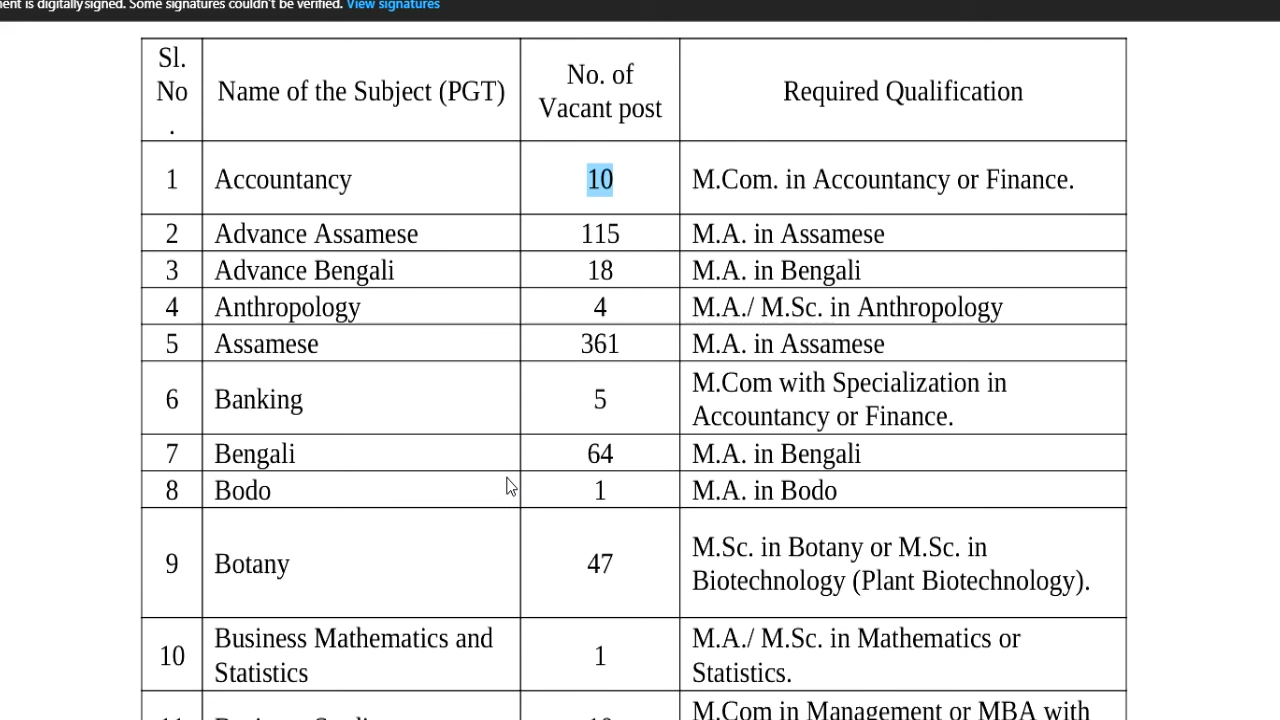 is digitally signed. Some signatures couldn't be verified. View signatures
Sl.
No
.
Name of the Subject (PGT)
No. of
Vacant post
Required Qualification
1 Accountancy 10 M.Com. in Accountancy or Finance.
2 Advance Assamese 115 M.A. in Assamese
3 Advance Bengali 18 M.A. in Bengali
4 Anthropology 4 M.A./ M.Sc. in Anthropology
5 Assamese 361 M.A. in Assamese
6 Banking 5 M.Com with Specialization in
Accountancy or Finance.
7 Bengali 64 M.A. in Bengali
8 Bodo 1 M.A. in Bodo
9 Botany 47 M.Sc. in Botany or M.Sc. in
Biotechnology (Plant Biotechnology).
10 Business Mathematics and
Statistics
1 M.A./ M.Sc. in Mathematics or
Statistics.
M.Com in Management or MBA with